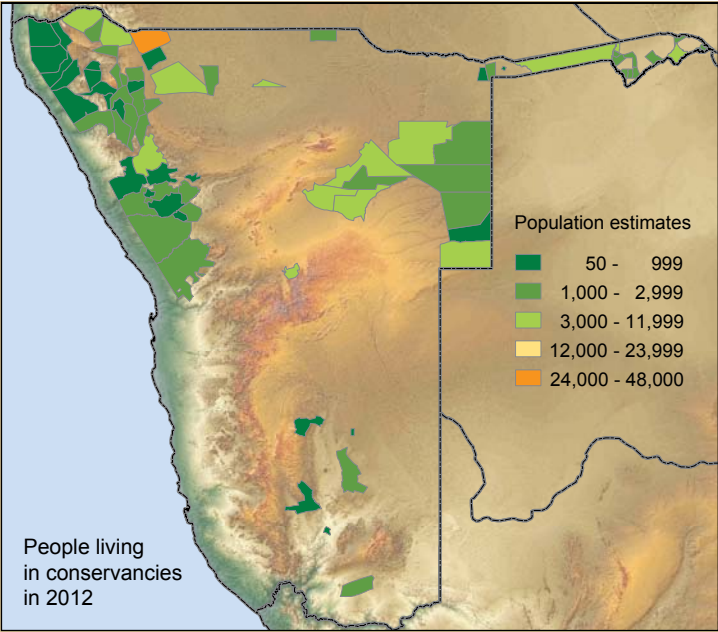 Population estimates
50 - 999
1,000 - 2,999
3,000 - 11,999
12,000 - 23,999
24,000 - 48,000
People living
in conservancies
in 2012